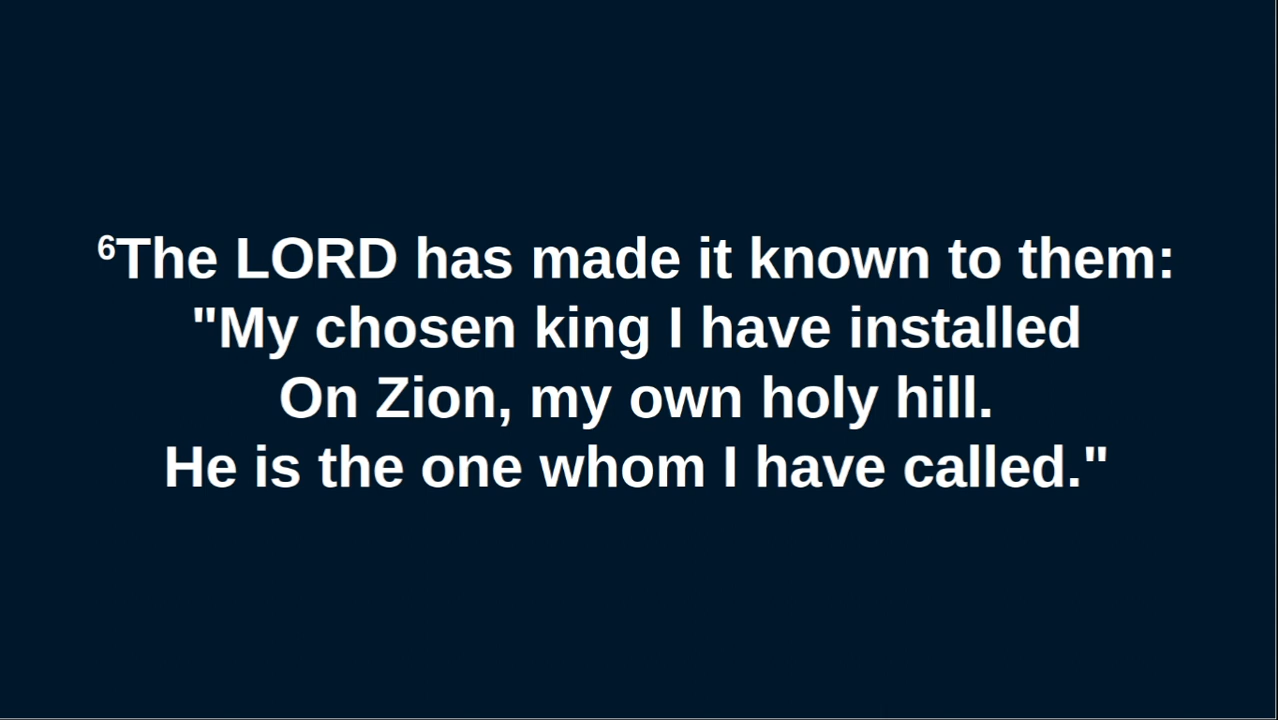 ⁶The LORD has made it known to them:
"My chosen king I have installed
On Zion, my own holy hill.
He is the one whom I have called."